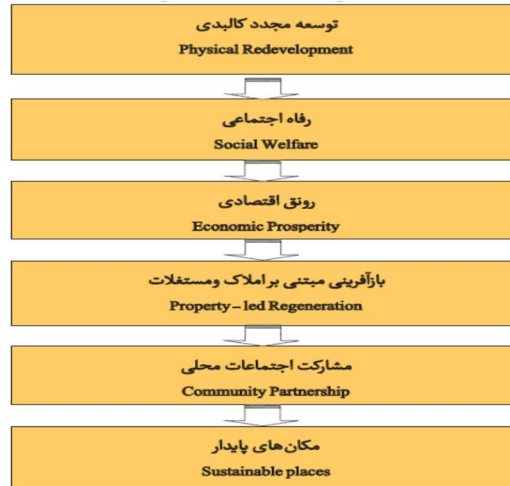 توسعه مجدد کالبدی
Physical Redevelopment
رفاه اجتماعی
Social Welfare
رونق اقتصادی
Economic Prosperity
بازآفرینی مبتنی بر املاک ومستغلات
Property – led Regeneration
مشارکت اجتماعات محلی
Community Partnership
مکان‌های پایدار
Sustainable places